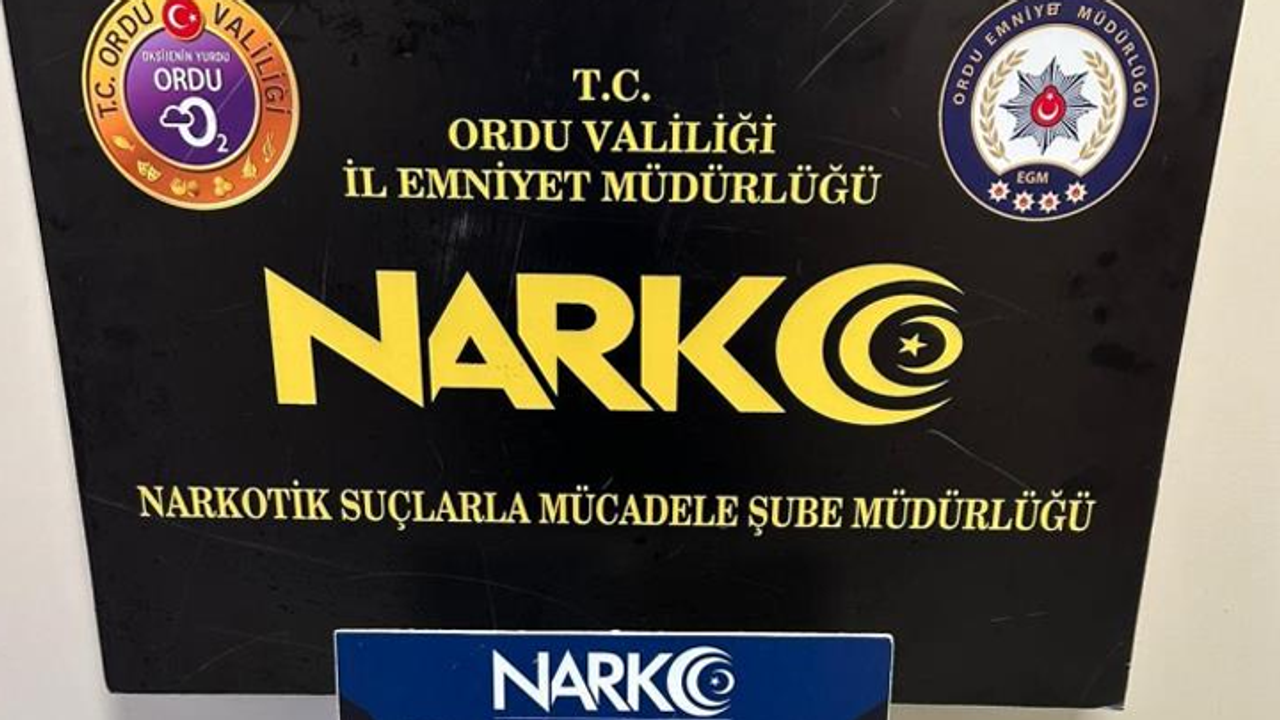 T.C. ORDU VALİLİĞİ
OKSİJENİN YURDU
ORDU
O2
T.C.
ORDU VALİLİĞİ
İL EMNİYET MÜDÜRLÜĞÜ
ORDU EMNİYET MÜDÜRLÜĞÜ
EGM
NARKO
NARKOTİK SUÇLARLA MÜCADELE ŞUBE MÜDÜRLÜĞÜ
NARKO